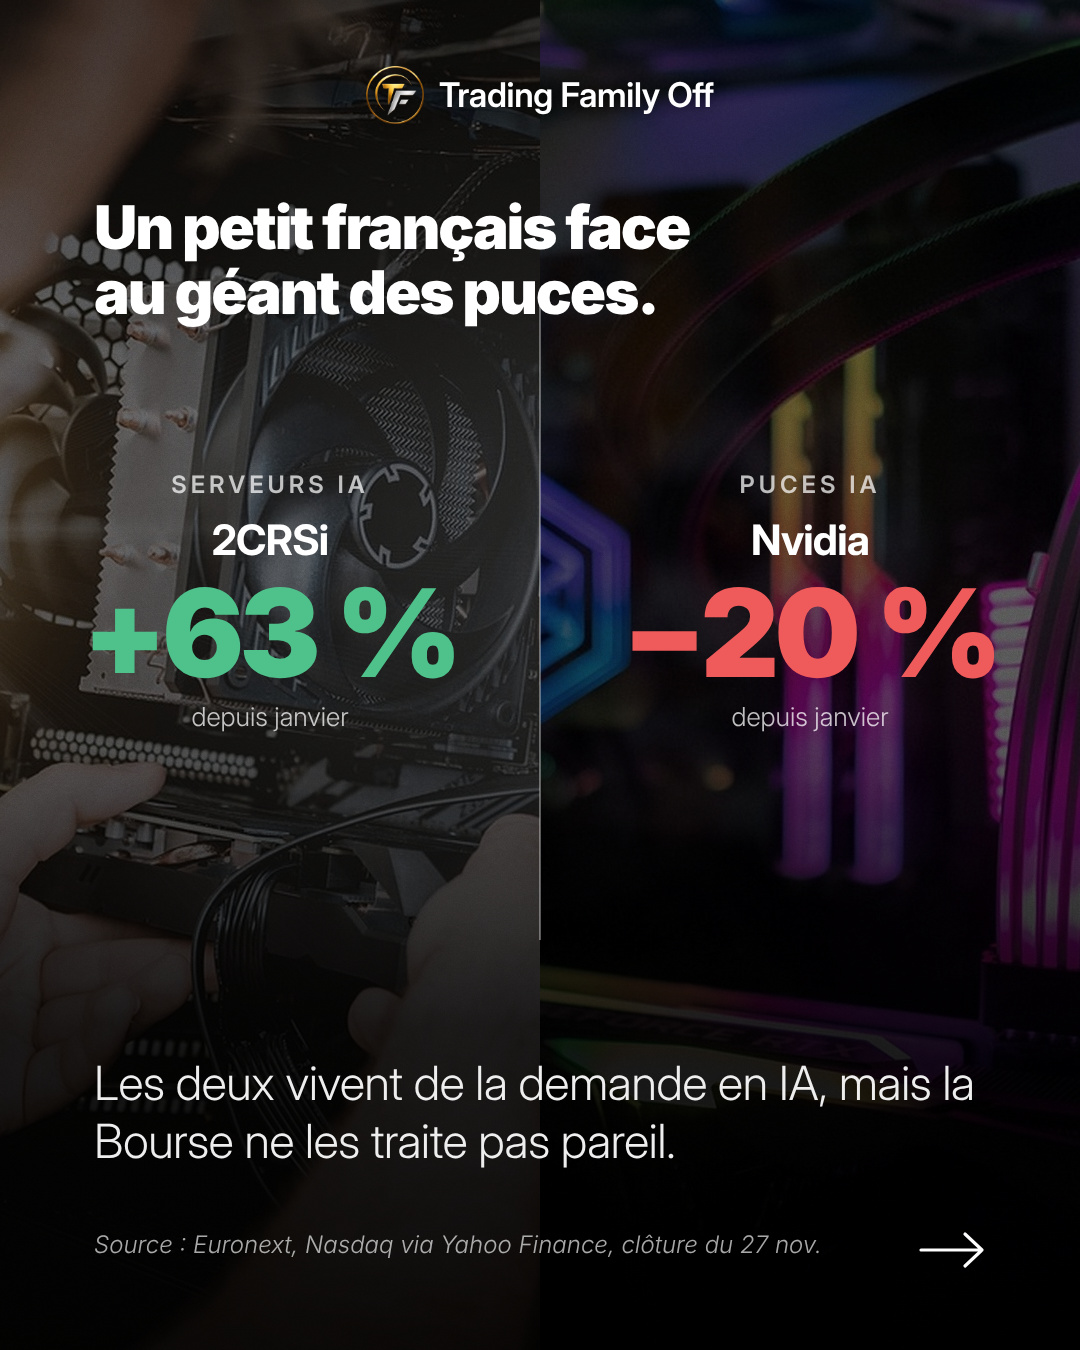 Trading Family Off
Un petit français face
au géant des puces.
SERVEURS IA
2CRSi
+63 %
depuis janvier
PUCES IA
Nvidia
−20 %
depuis janvier
Les deux vivent de la demande en IA, mais la
Bourse ne les traite pas pareil.
Source : Euronext, Nasdaq via Yahoo Finance, clôture du 27 nov.